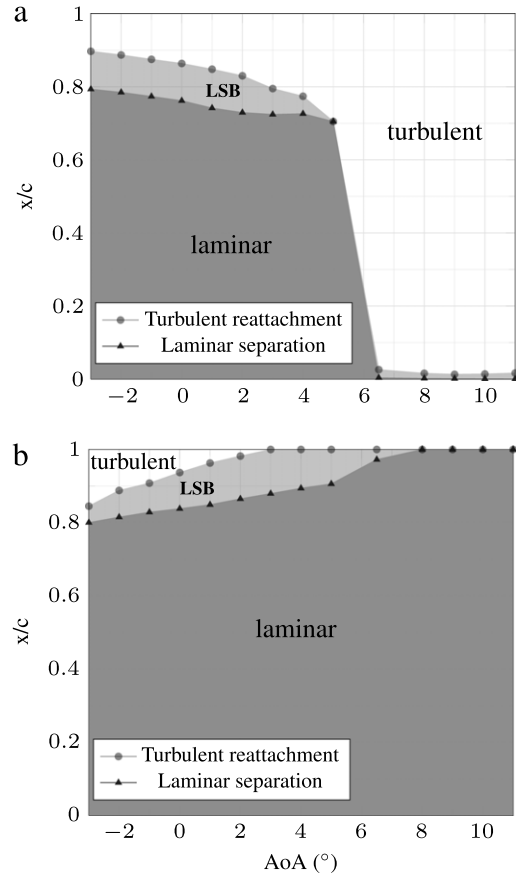 a
1
0.8
0.6
0.4
0.2
0
x/c
LSB
turbulent
laminar
Turbulent reattachment
Laminar separation
−2 0 2 4 6 8 10
b
1
0.8
0.6
0.4
0.2
0
x/c
turbulent
LSB
laminar
Turbulent reattachment
Laminar separation
−2 0 2 4 6 8 10
AoA (°)